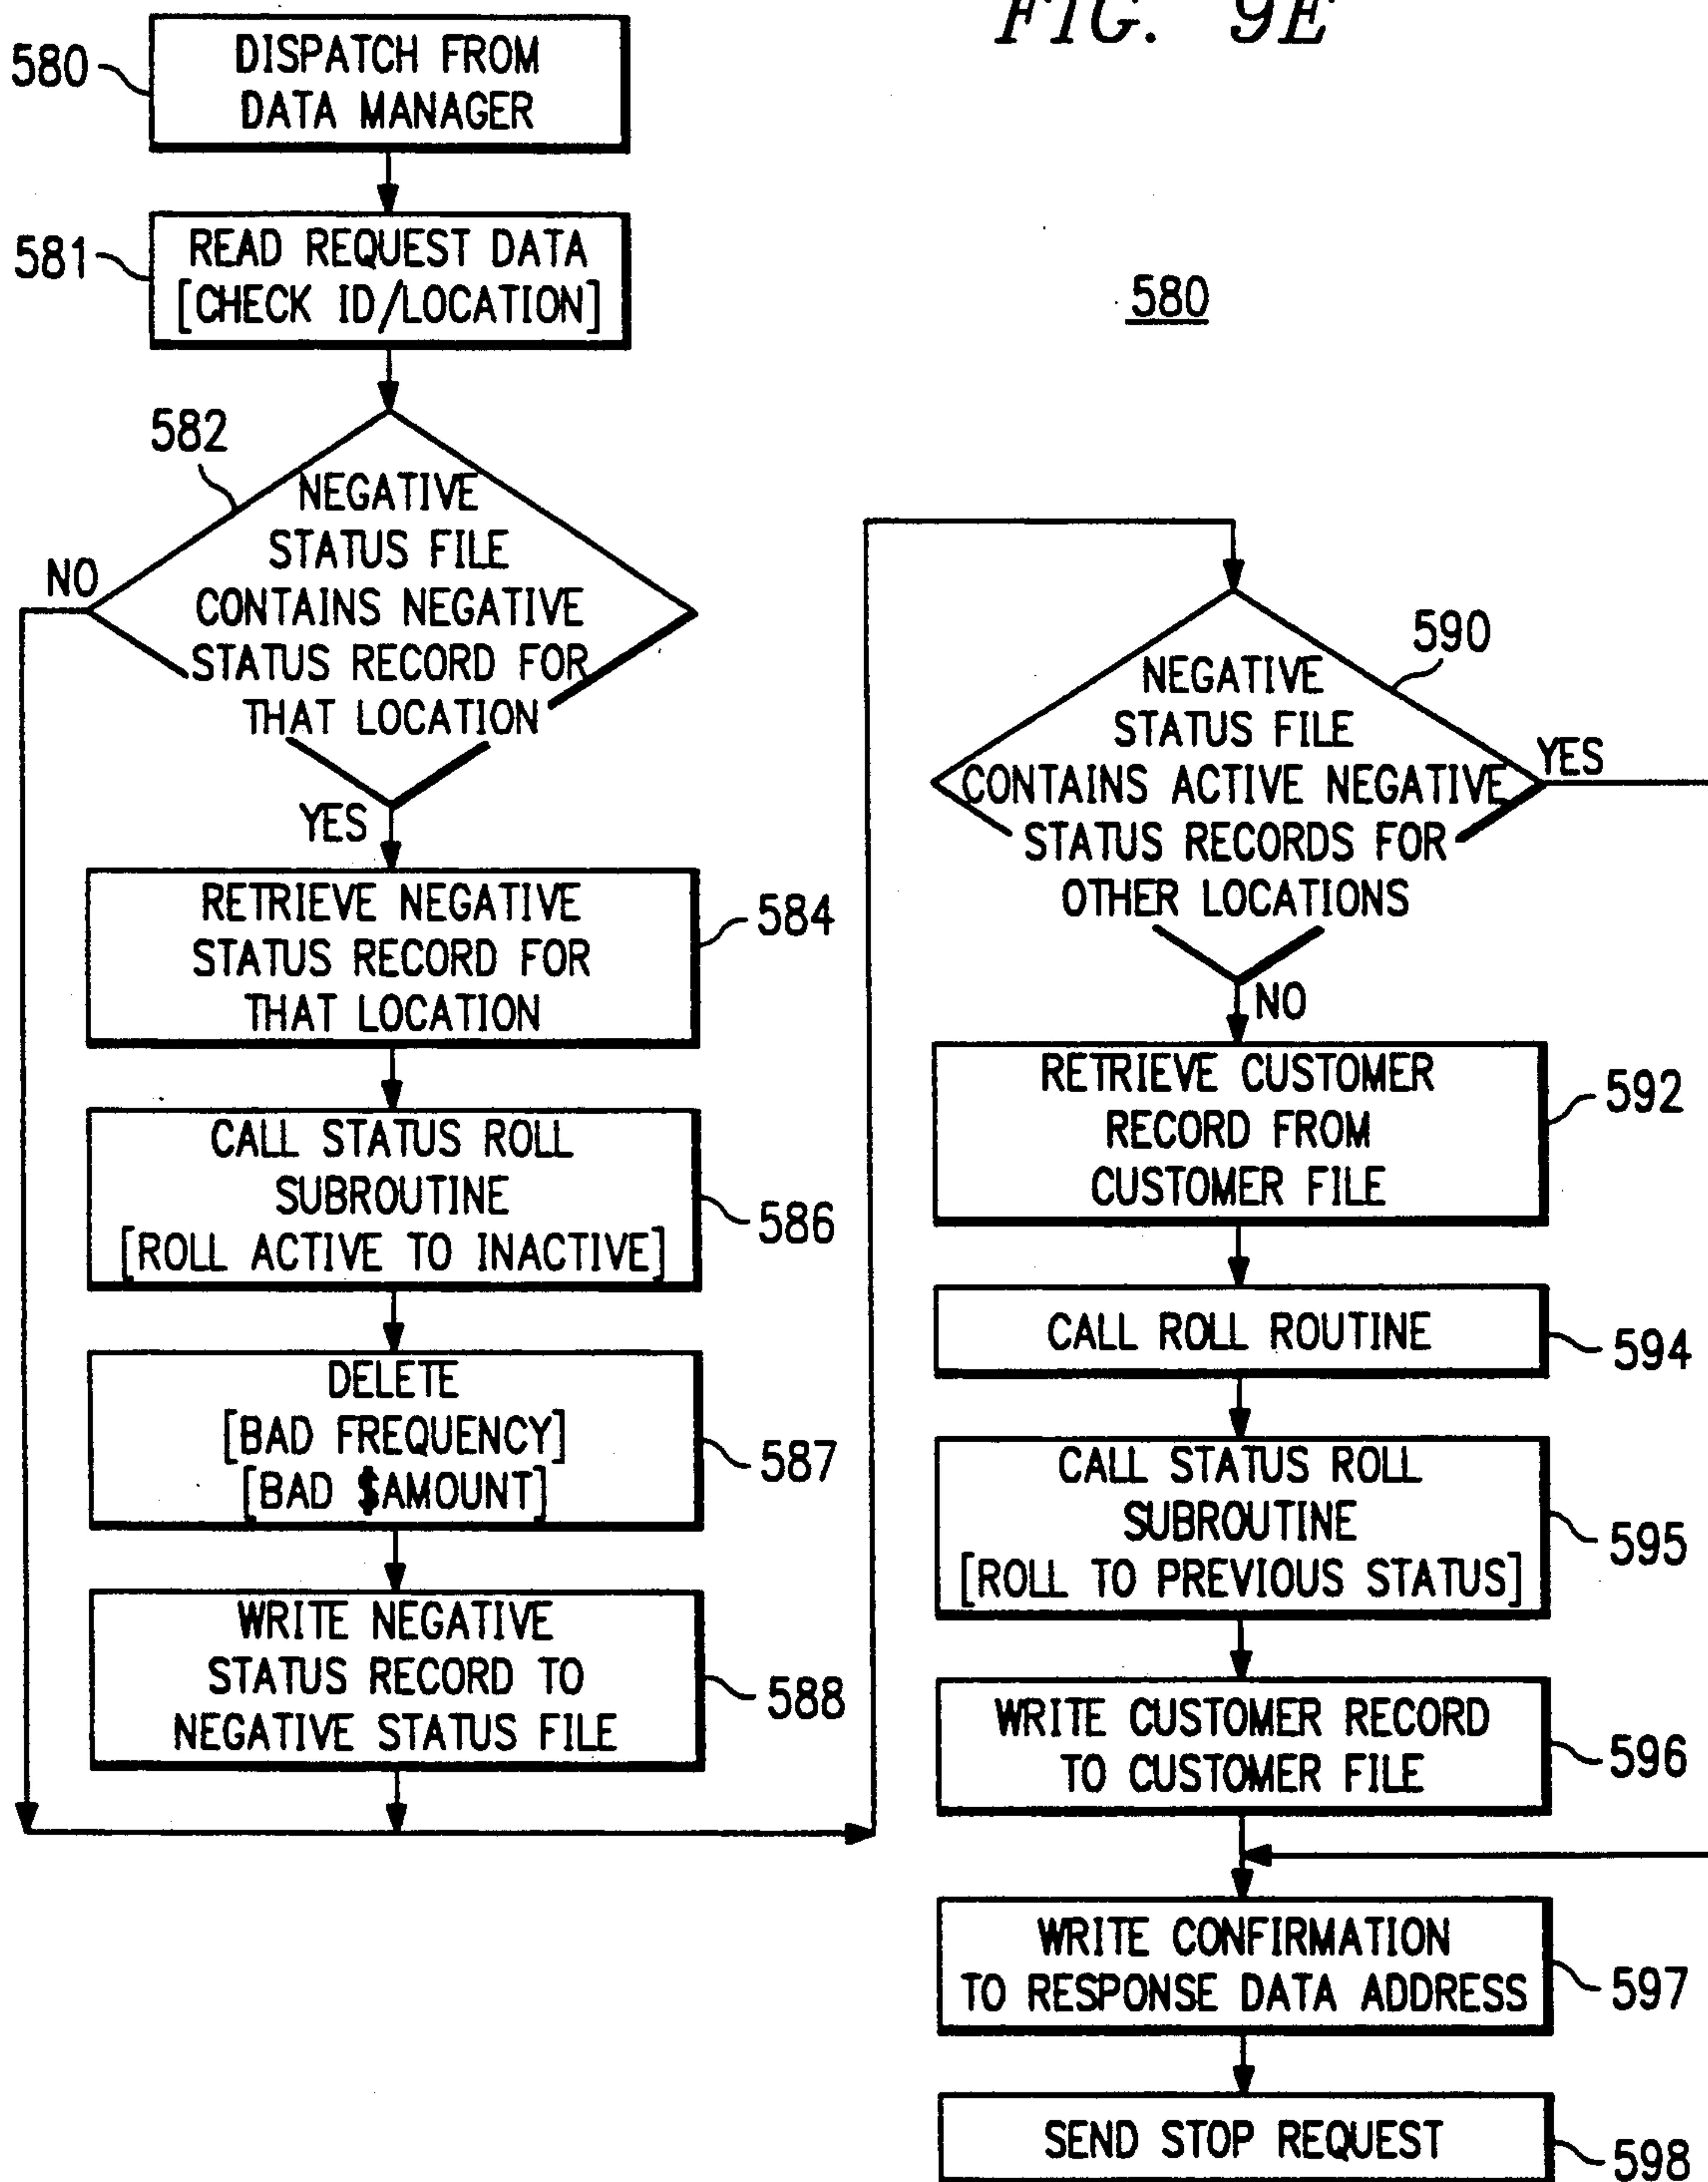 FIG. 9E
580
DISPATCH FROM
DATA MANAGER
581
READ REQUEST DATA
[CHECK ID/LOCATION]
580
582
NEGATIVE
STATUS FILE
CONTAINS NEGATIVE
STATUS RECORD FOR
THAT LOCATION
NO
YES
RETRIEVE NEGATIVE
STATUS RECORD FOR
THAT LOCATION
584
CALL STATUS ROLL
SUBROUTINE
[ROLL ACTIVE TO INACTIVE]
586
DELETE
[BAD FREQUENCY]
[BAD $AMOUNT]
587
WRITE NEGATIVE
STATUS RECORD TO
NEGATIVE STATUS FILE
588
590
NEGATIVE
STATUS FILE
CONTAINS ACTIVE NEGATIVE
STATUS RECORDS FOR
OTHER LOCATIONS
YES
NO
RETRIEVE CUSTOMER
RECORD FROM
CUSTOMER FILE
592
CALL ROLL ROUTINE
594
CALL STATUS ROLL
SUBROUTINE
[ROLL TO PREVIOUS STATUS]
595
WRITE CUSTOMER RECORD
TO CUSTOMER FILE
596
WRITE CONFIRMATION
TO RESPONSE DATA ADDRESS
597
SEND STOP REQUEST
598